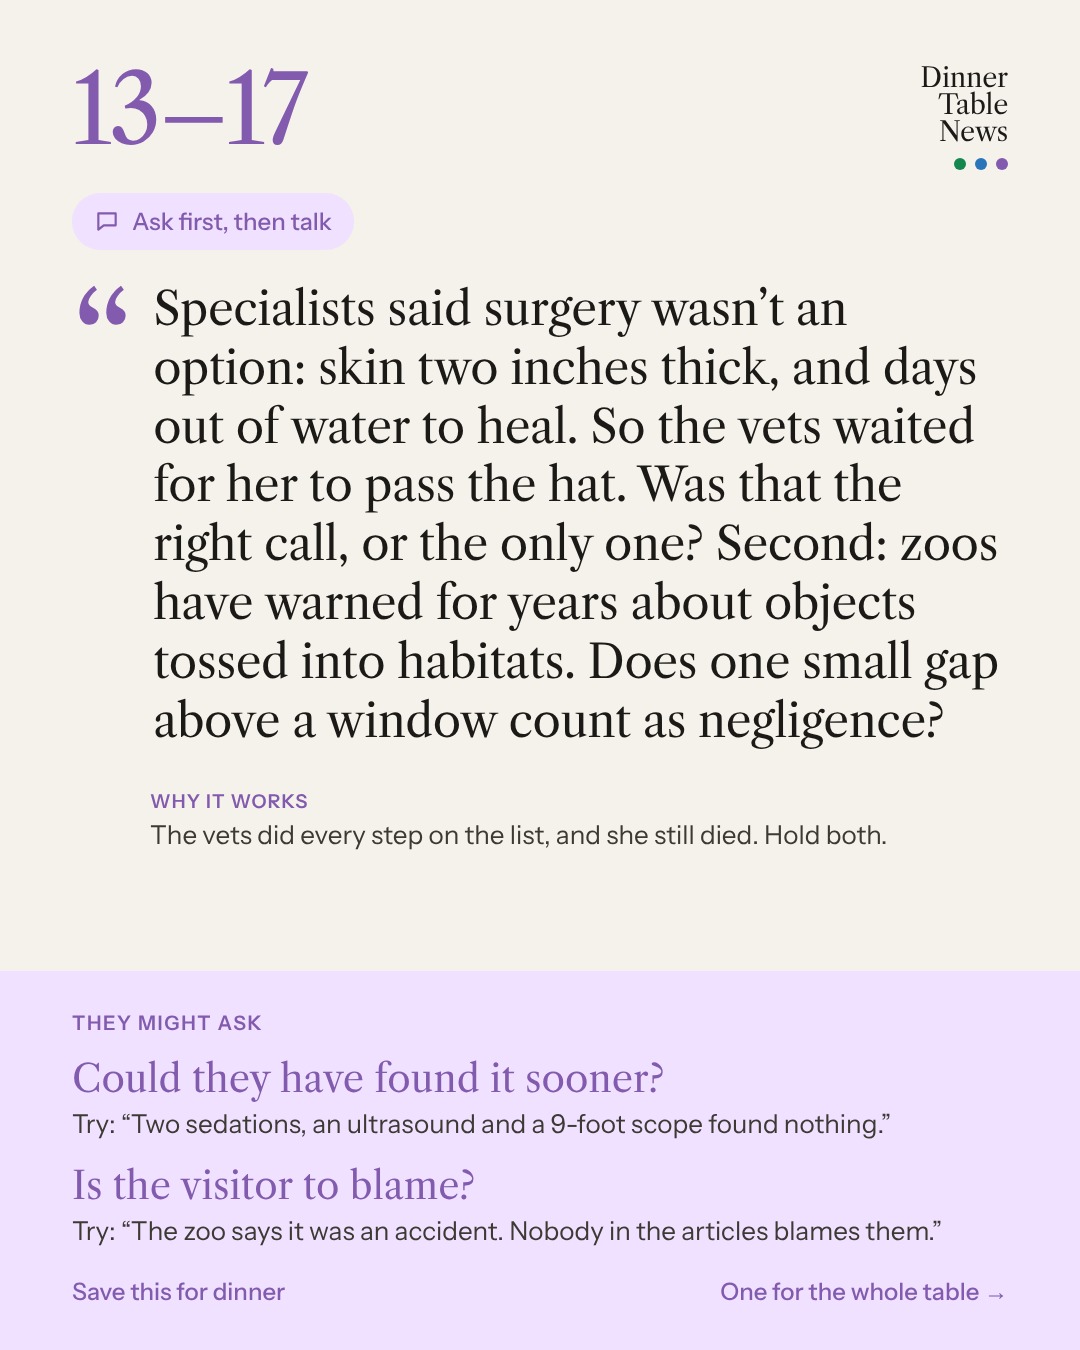 13–17
Dinner
Table
News
Ask first, then talk
“ Specialists said surgery wasn’t an
option: skin two inches thick, and days
out of water to heal. So the vets waited
for her to pass the hat. Was that the
right call, or the only one? Second: zoos
have warned for years about objects
tossed into habitats. Does one small gap
above a window count as negligence?
WHY IT WORKS
The vets did every step on the list, and she still died. Hold both.
THEY MIGHT ASK
Could they have found it sooner?
Try: “Two sedations, an ultrasound and a 9-foot scope found nothing.”
Is the visitor to blame?
Try: “The zoo says it was an accident. Nobody in the articles blames them.”
Save this for dinner
One for the whole table →